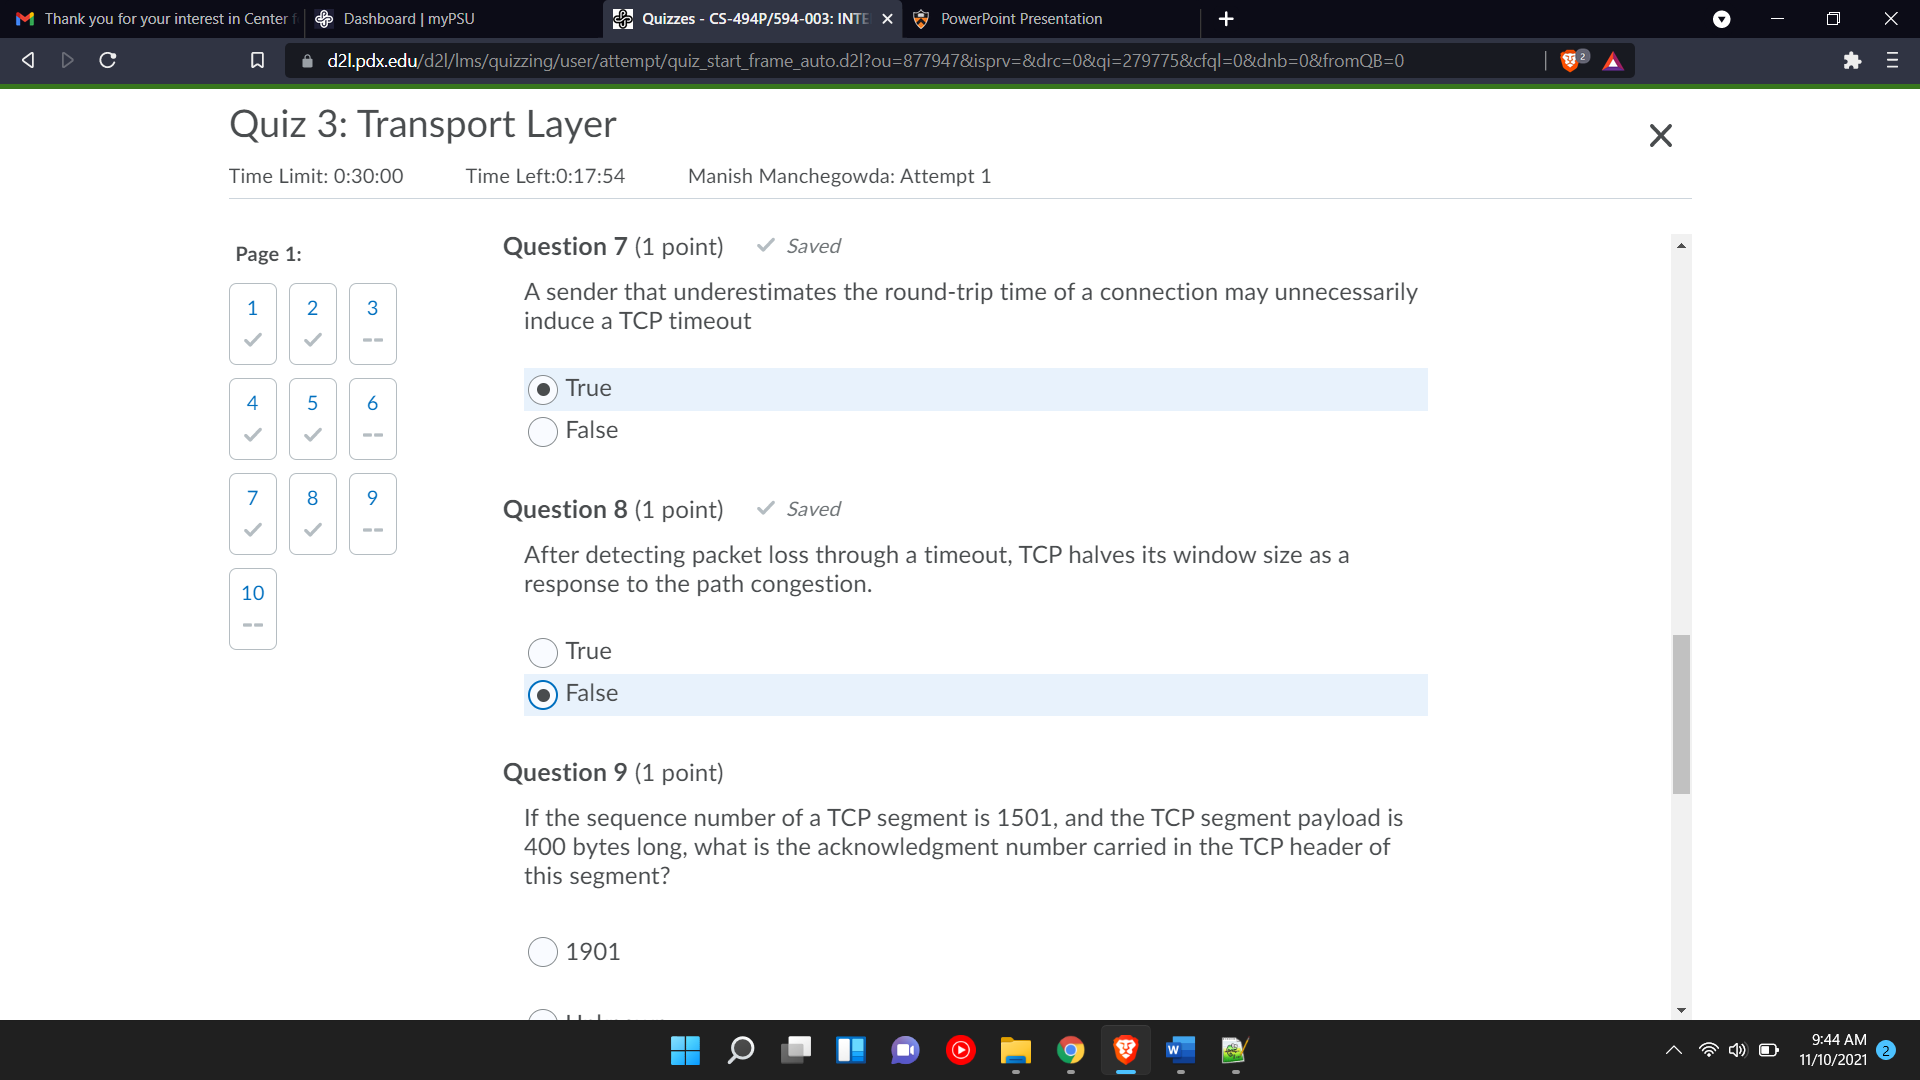 Thank you for your interest in Center f
Dashboard | myPSU
Quizzes - CS-494P/594-003: INTE
PowerPoint Presentation
d2l.pdx.edu/d2l/lms/quizzing/user/attempt/quiz_start_frame_auto.d2l?ou=877947&isprv=&drc=0&qi=279775&cfql=0&dnb=0&fromQB=0
2
Quiz 3: Transport Layer
Time Limit: 0:30:00 Time Left:0:17:54 Manish Manchegowda: Attempt 1
Page 1:
1 2 3
--
4 5 6
--
7 8 9
--
10
--
Question 7 (1 point) Saved
A sender that underestimates the round-trip time of a connection may unnecessarily
induce a TCP timeout
True
False
Question 8 (1 point) Saved
After detecting packet loss through a timeout, TCP halves its window size as a
response to the path congestion.
True
False
Question 9 (1 point)
If the sequence number of a TCP segment is 1501, and the TCP segment payload is
400 bytes long, what is the acknowledgment number carried in the TCP header of
this segment?
1901
W
9:44 AM
11/10/2021
2